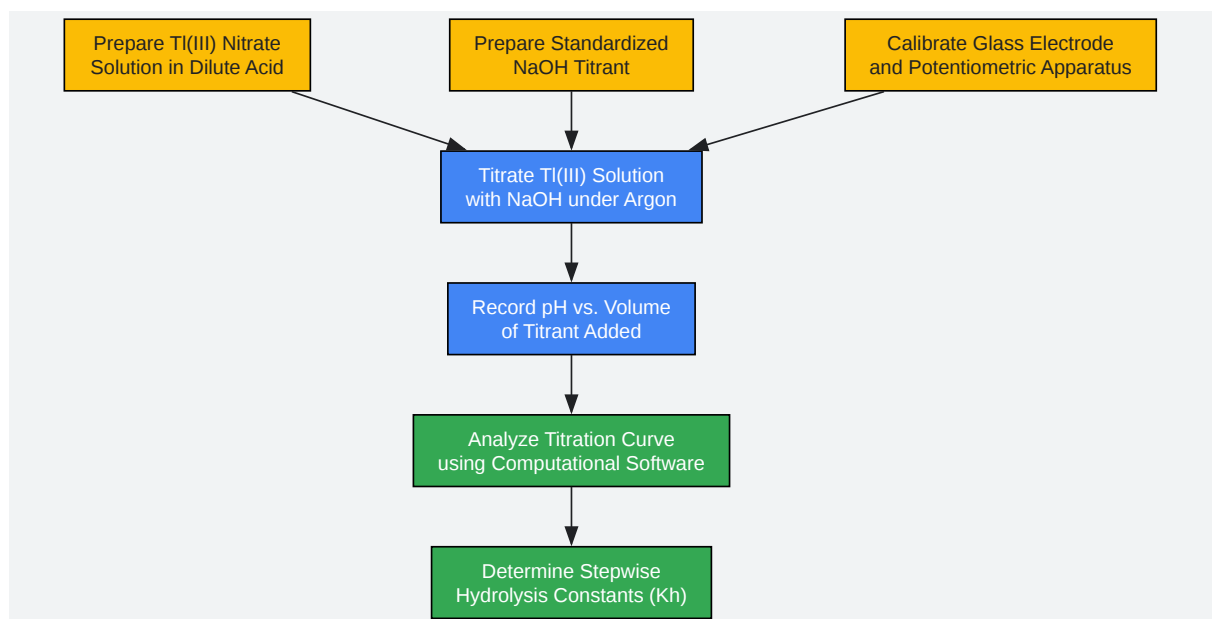 Prepare Tl(III) Nitrate
Solution in Dilute Acid
Prepare Standardized
NaOH Titrant
Calibrate Glass Electrode
and Potentiometric Apparatus
Titrate Tl(III) Solution
with NaOH under Argon
Record pH vs. Volume
of Titrant Added
Analyze Titration Curve
using Computational Software
Determine Stepwise
Hydrolysis Constants (Kh)